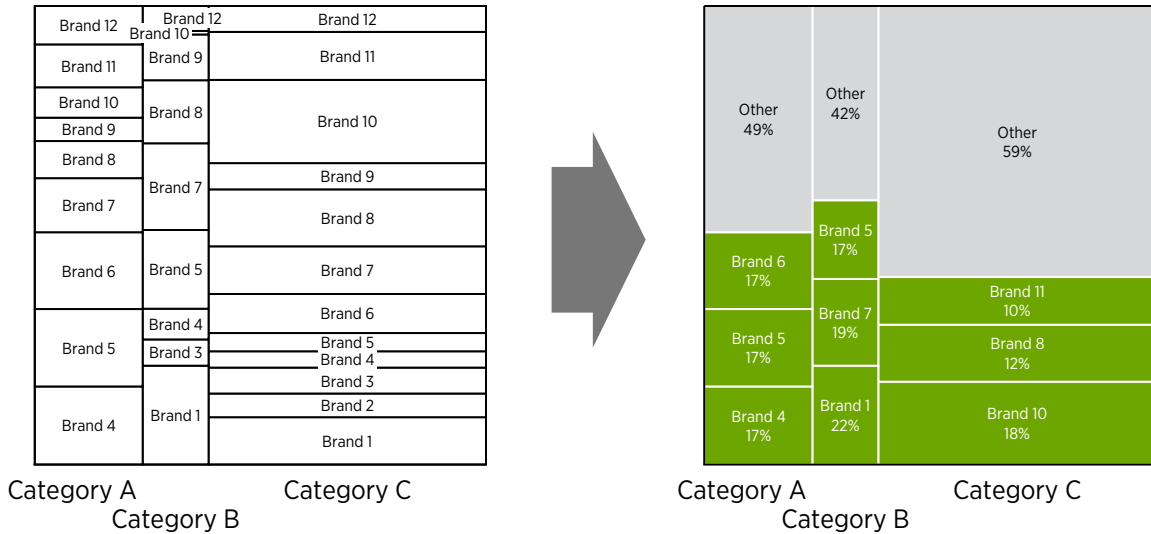 Brand 12
Brand 11
Brand 10
Brand 9
Brand 8
Brand 7
Brand 6
Brand 5
Brand 4
Brand 12
Brand 10
Brand 9
Brand 8
Brand 7
Brand 5
Brand 4
Brand 3
Brand 1
Brand 12
Brand 11
Brand 10
Brand 9
Brand 8
Brand 7
Brand 6
Brand 5
Brand 4
Brand 3
Brand 2
Brand 1
Category A
Category B
Category C
Other
49%
Brand 6
17%
Brand 5
17%
Brand 4
17%
Other
42%
Brand 5
17%
Brand 7
19%
Brand 1
22%
Other
59%
Brand 11
10%
Brand 8
12%
Brand 10
18%
Category A
Category B
Category C